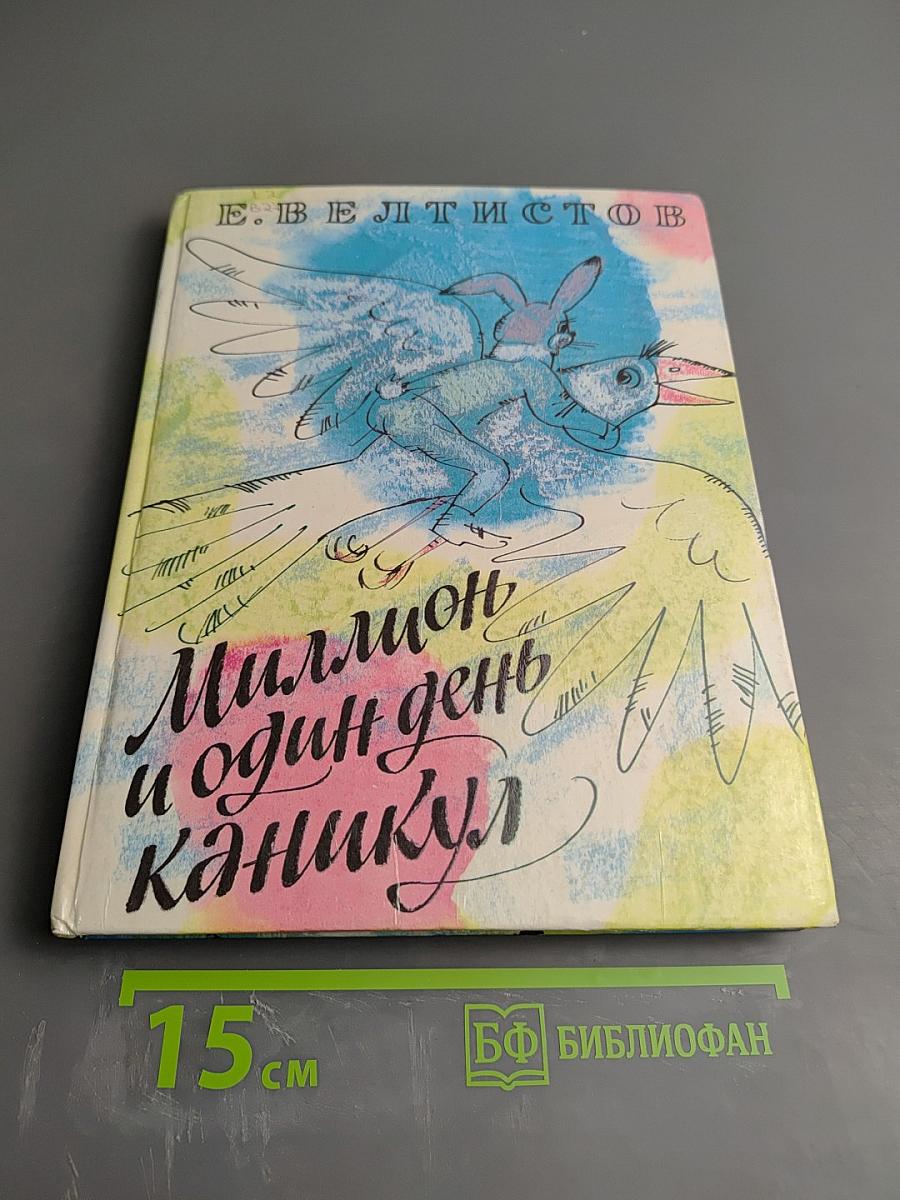 Е. ВЕЛТИСТОВ
Миллион
и один день
каникул
15 см
БФ БИБЛИОФАН